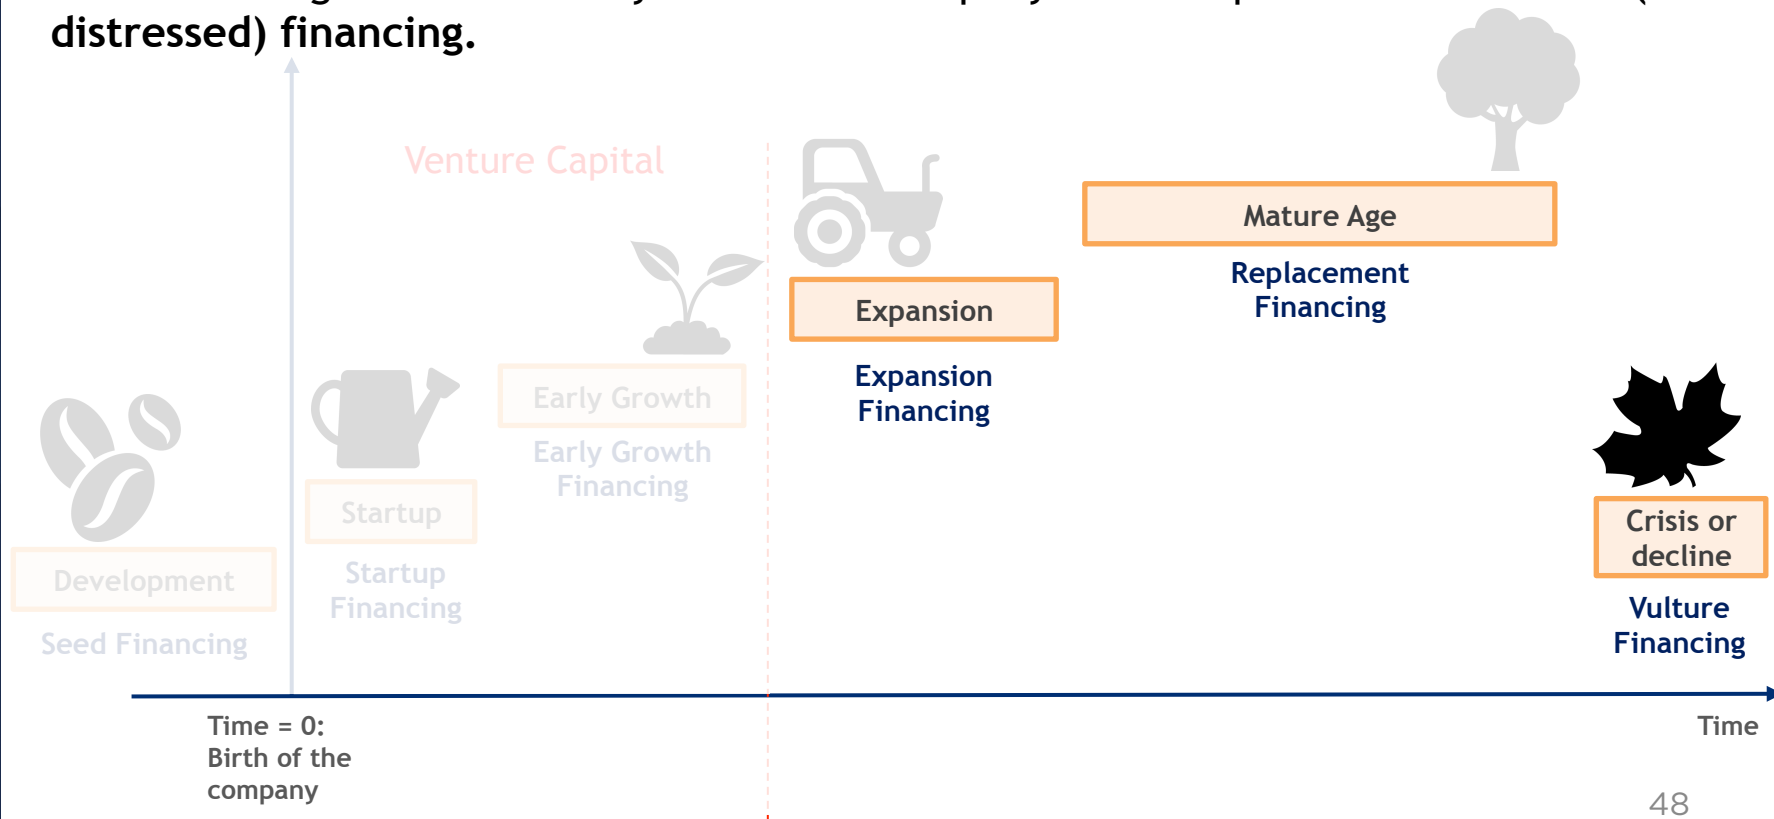 distressed) financing.
Venture Capital
Mature Age
Replacement
Financing
Expansion
Expansion
Financing
Early Growth
Early Growth
Financing
Startup
Startup
Financing
Crisis or
decline
Vulture
Financing
Development
Seed Financing
Time = 0:
Birth of the
company
Time
48